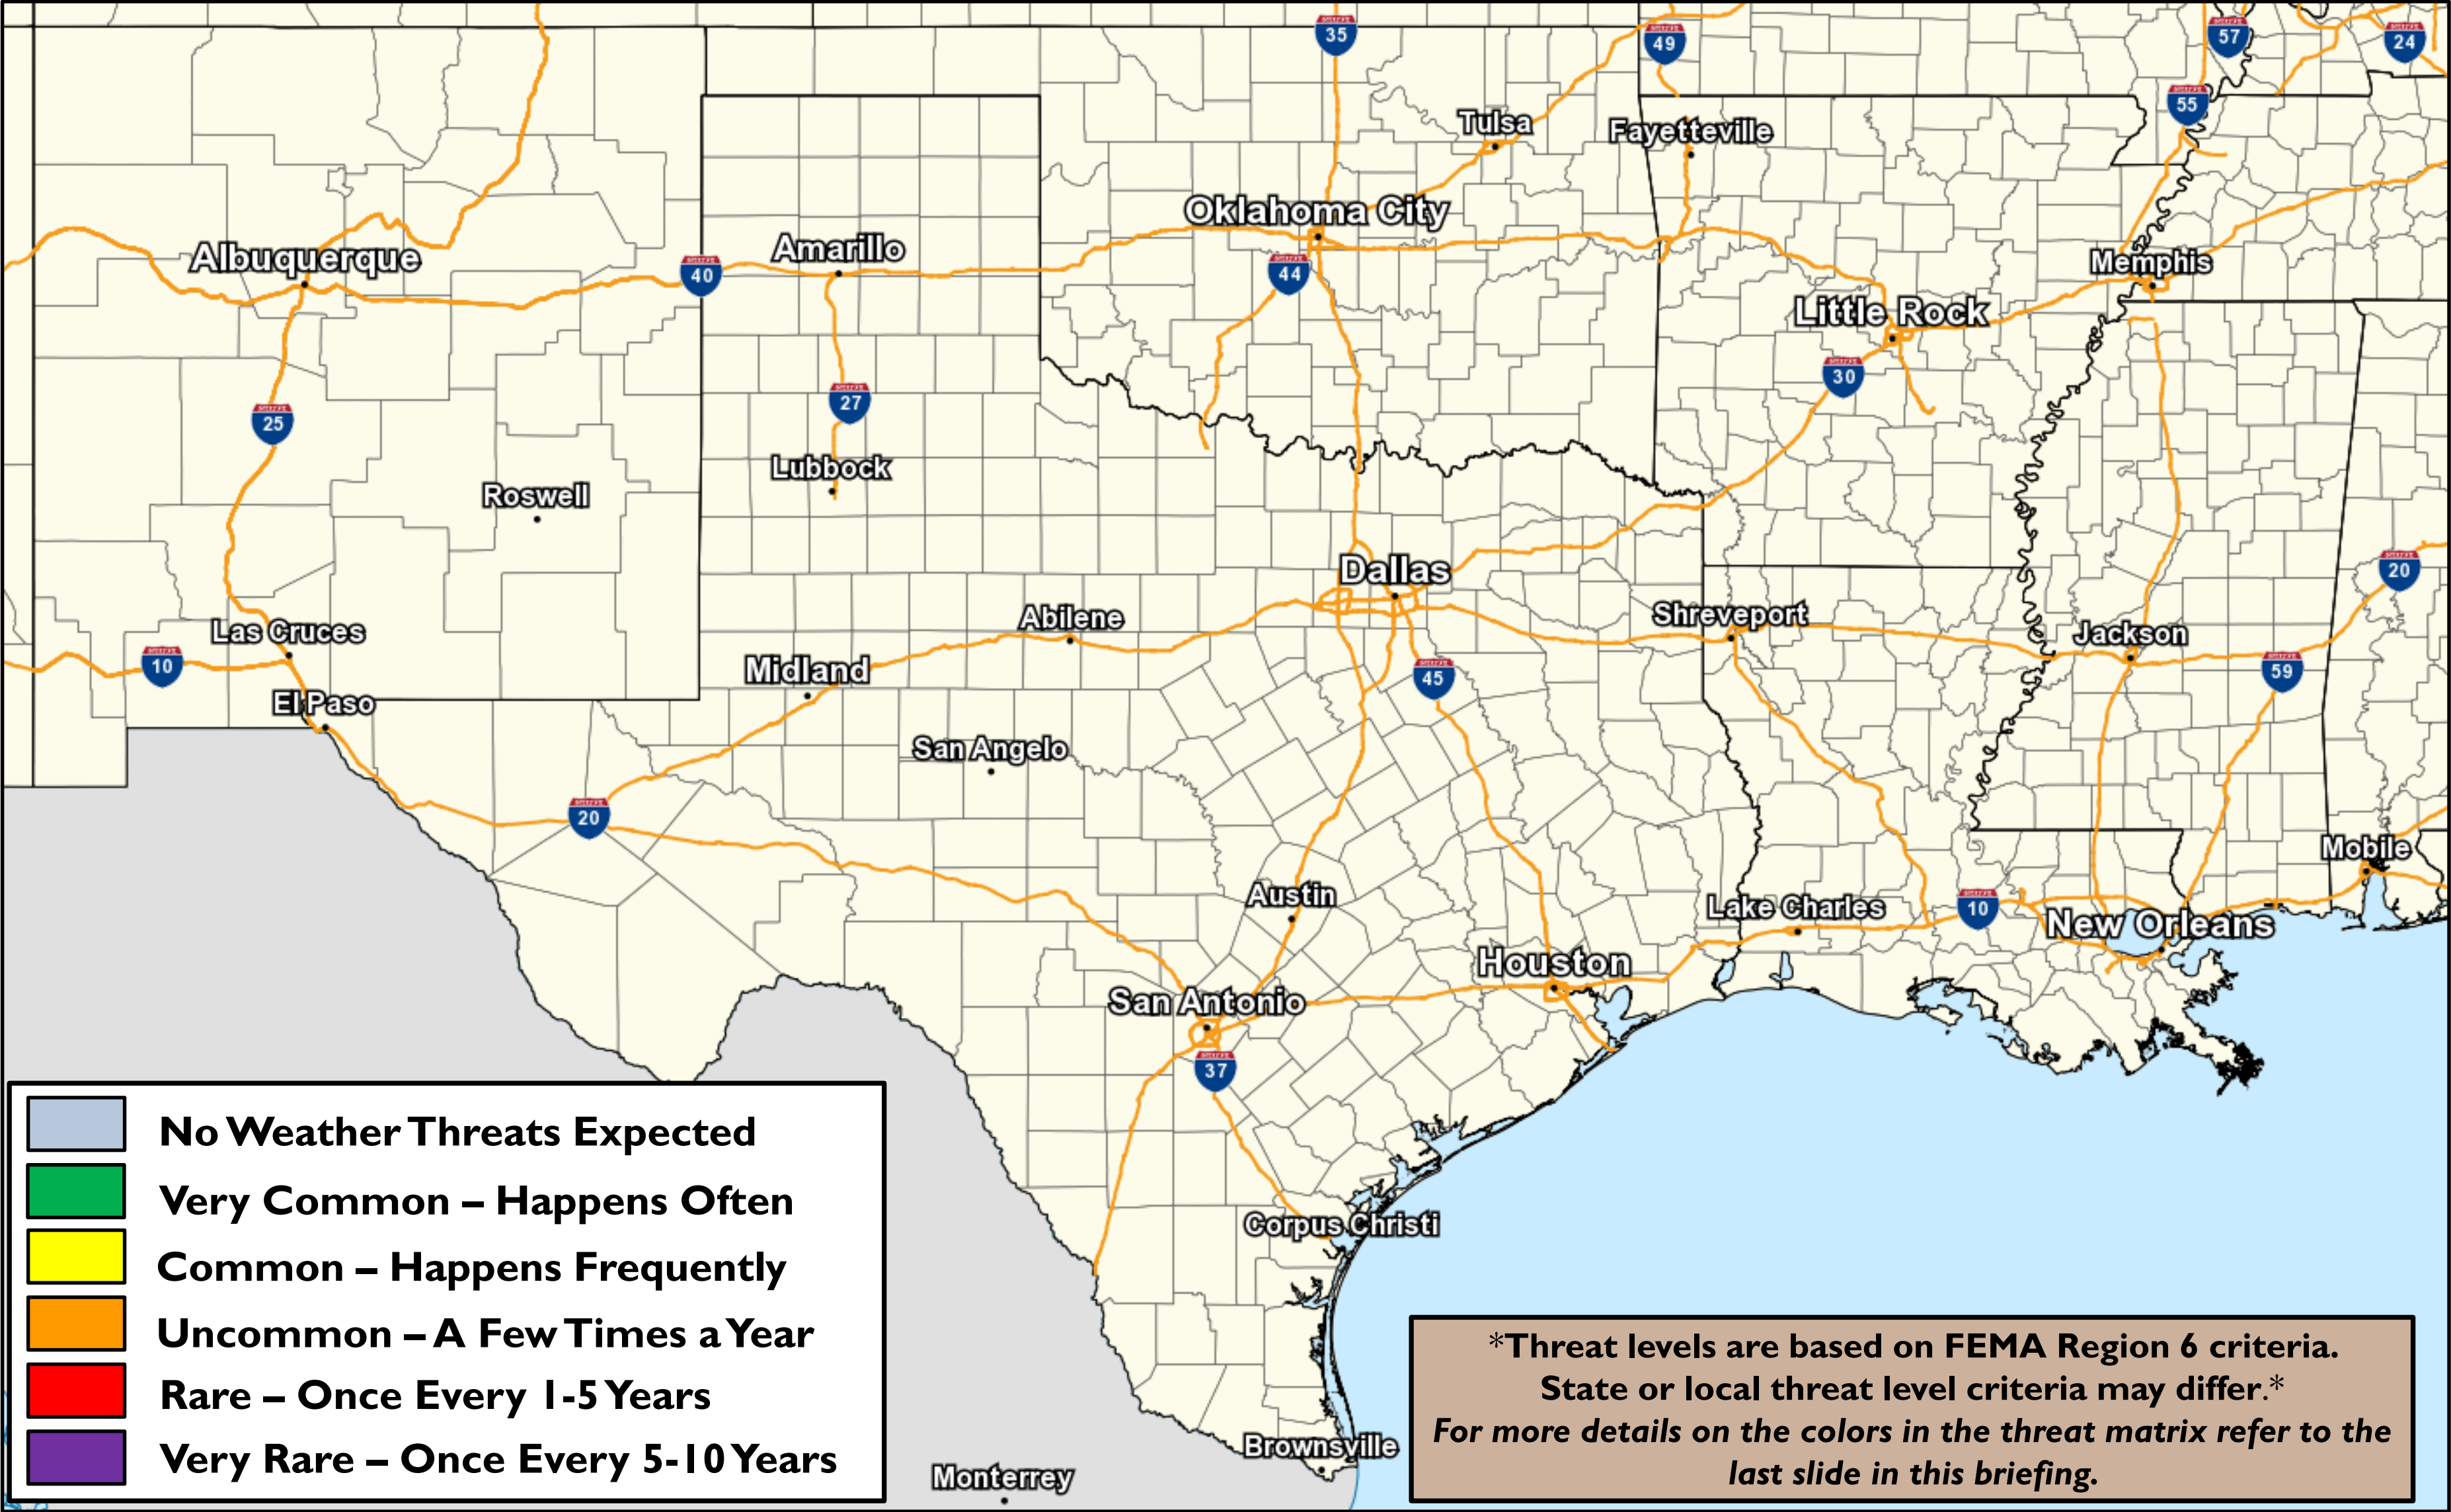 35
49
57
24
55
Tulsa
Fayetteville
Oklahoma City
Albuquerque
Amarillo
40
44
Memphis
Little Rock
30
25
27
Lubbock
Roswell
Dallas
20
Abilene
Shreveport
Las Cruces
Jackson
10
Midland
45
59
El Paso
San Angelo
20
Mobile
Austin
Lake Charles
10
New Orleans
Houston
San Antonio
37
Corpus Christi
Brownsville
Monterrey
No Weather Threats Expected
Very Common – Happens Often
Common – Happens Frequently
Uncommon – A Few Times a Year
Rare – Once Every 1-5 Years
Very Rare – Once Every 5-10 Years
*Threat levels are based on FEMA Region 6 criteria.
State or local threat level criteria may differ.*
For more details on the colors in the threat matrix refer to the
last slide in this briefing.